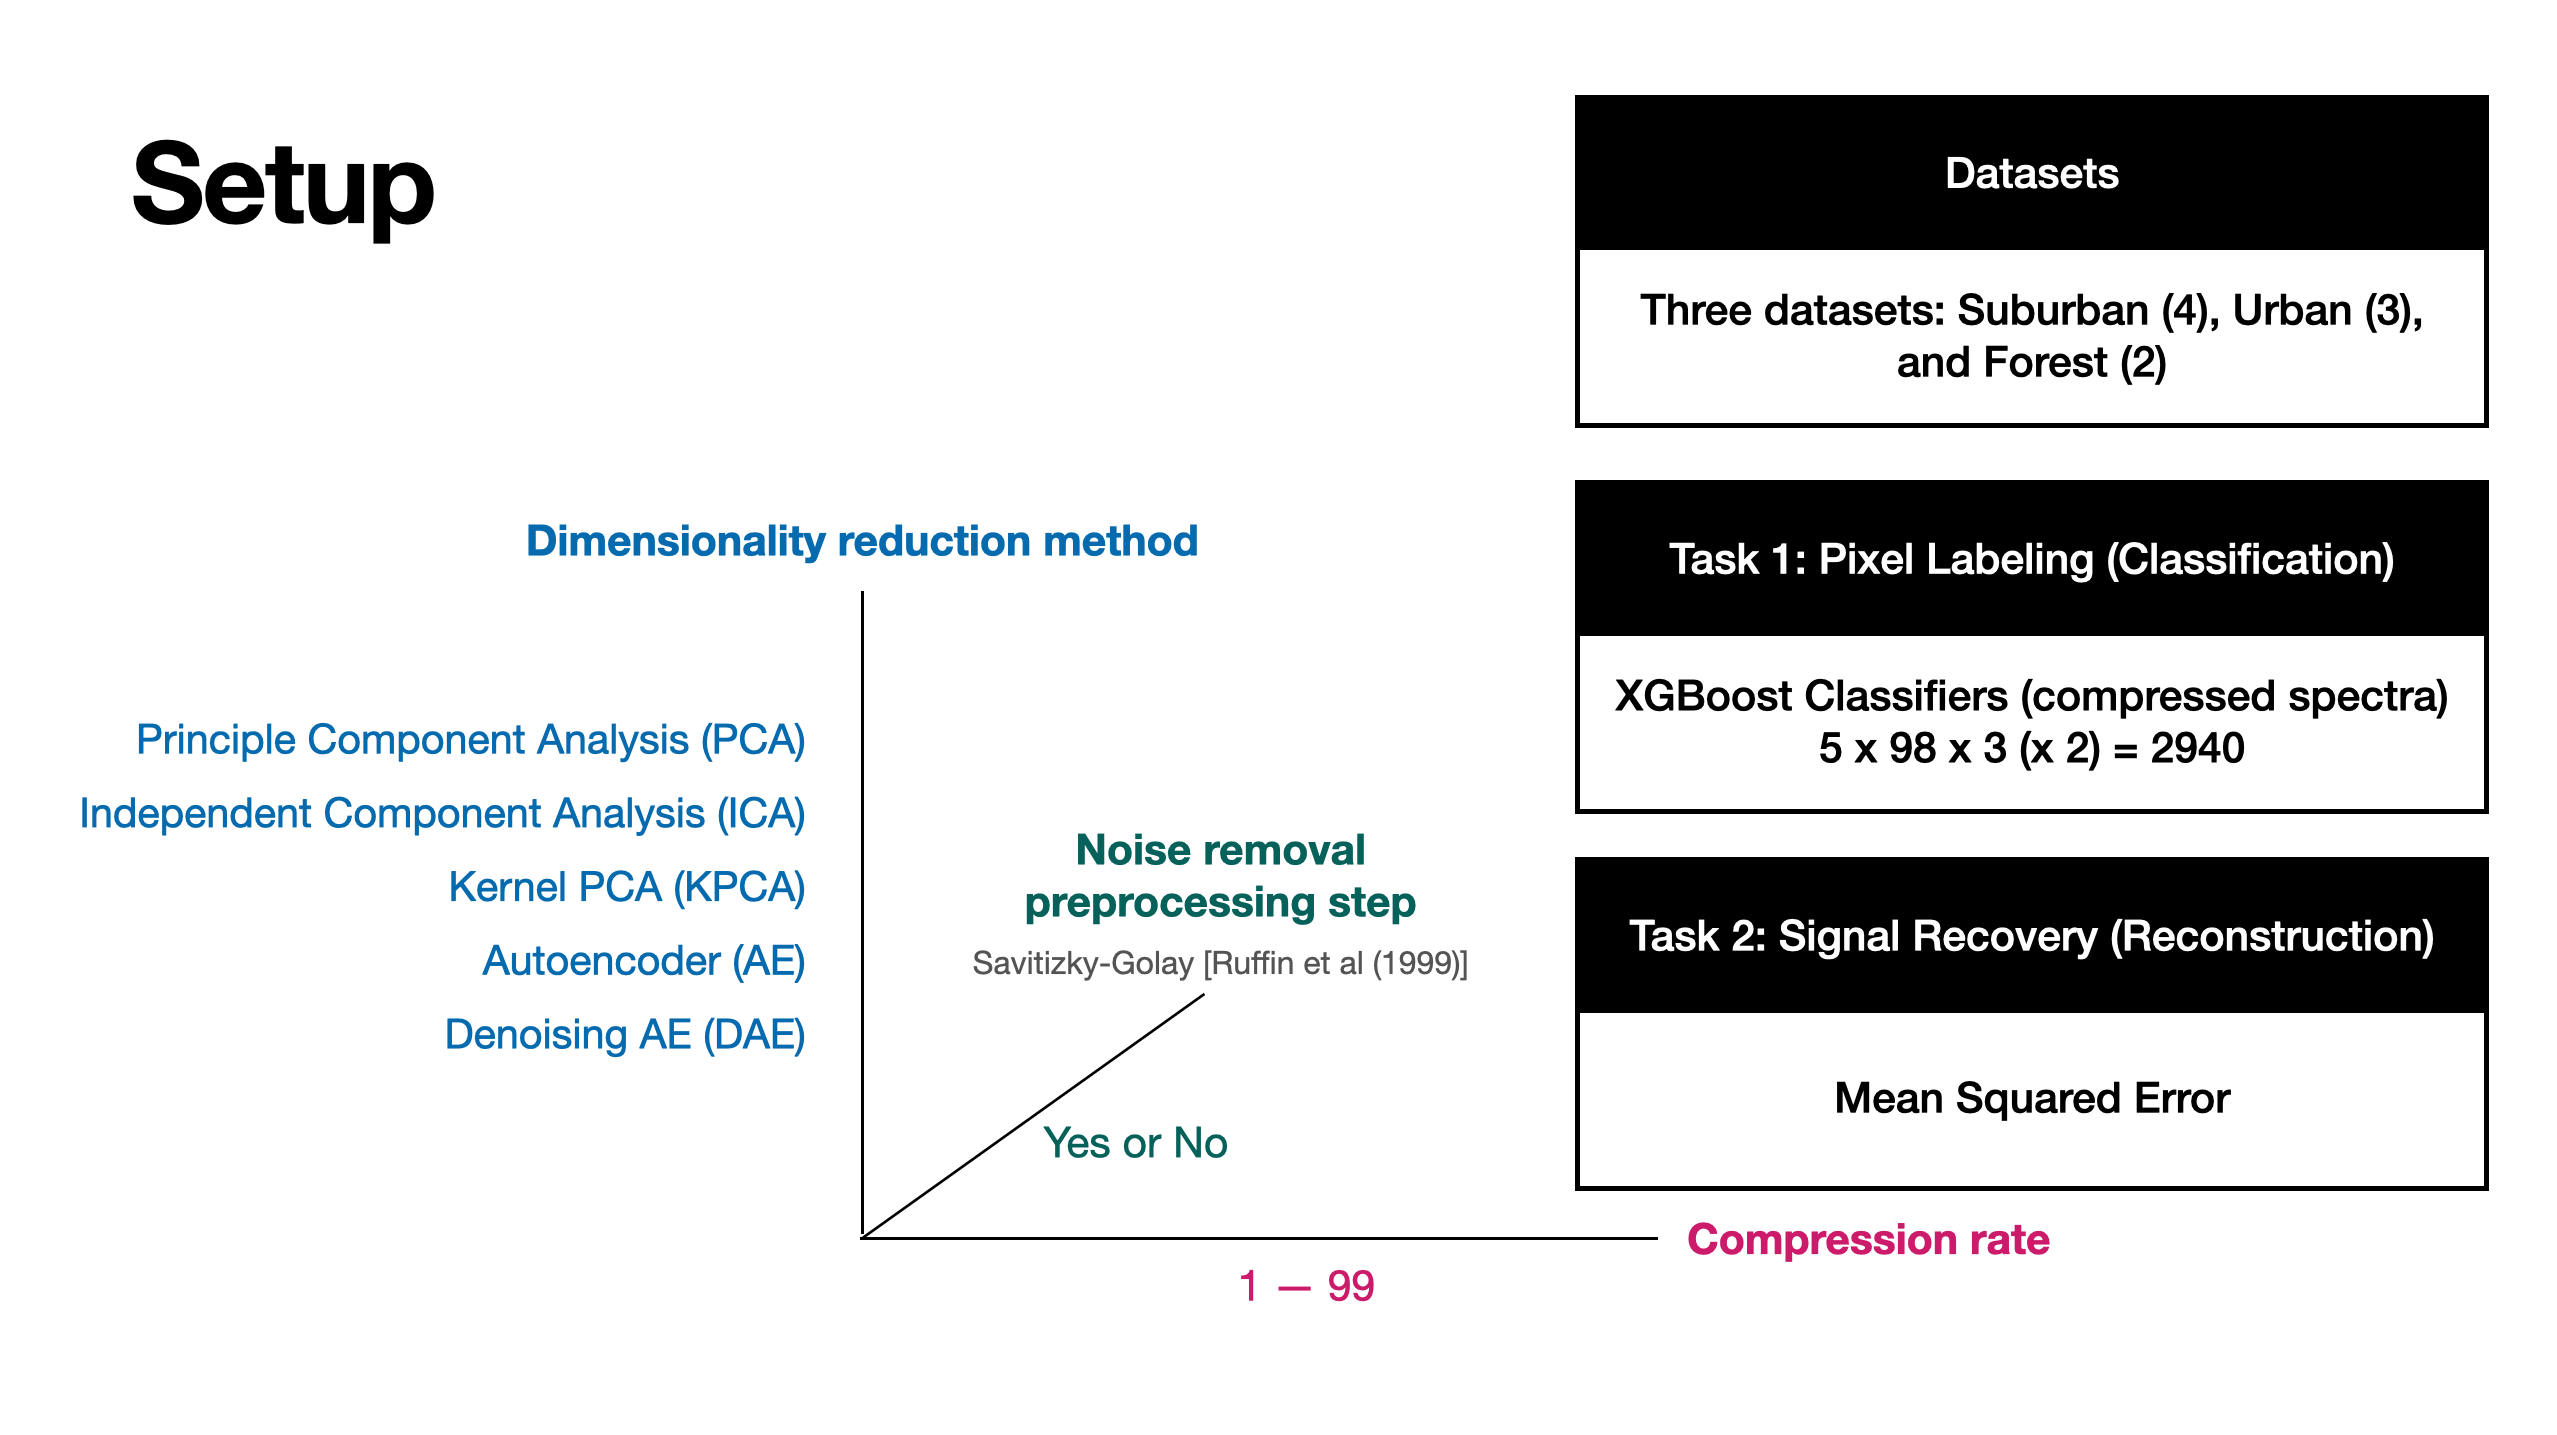 Setup
Dimensionality reduction method
Principle Component Analysis (PCA)
Independent Component Analysis (ICA)
Kernel PCA (KPCA)
Autoencoder (AE)
Denoising AE (DAE)
Noise removal
preprocessing step
Savitizky-Golay [Ruffin et al (1999)]
Yes or No
Compression rate
1 — 99
Datasets
Three datasets: Suburban (4), Urban (3),
and Forest (2)
Task 1: Pixel Labeling (Classification)
XGBoost Classifiers (compressed spectra)
5 x 98 x 3 (x 2) = 2940
Task 2: Signal Recovery (Reconstruction)
Mean Squared Error